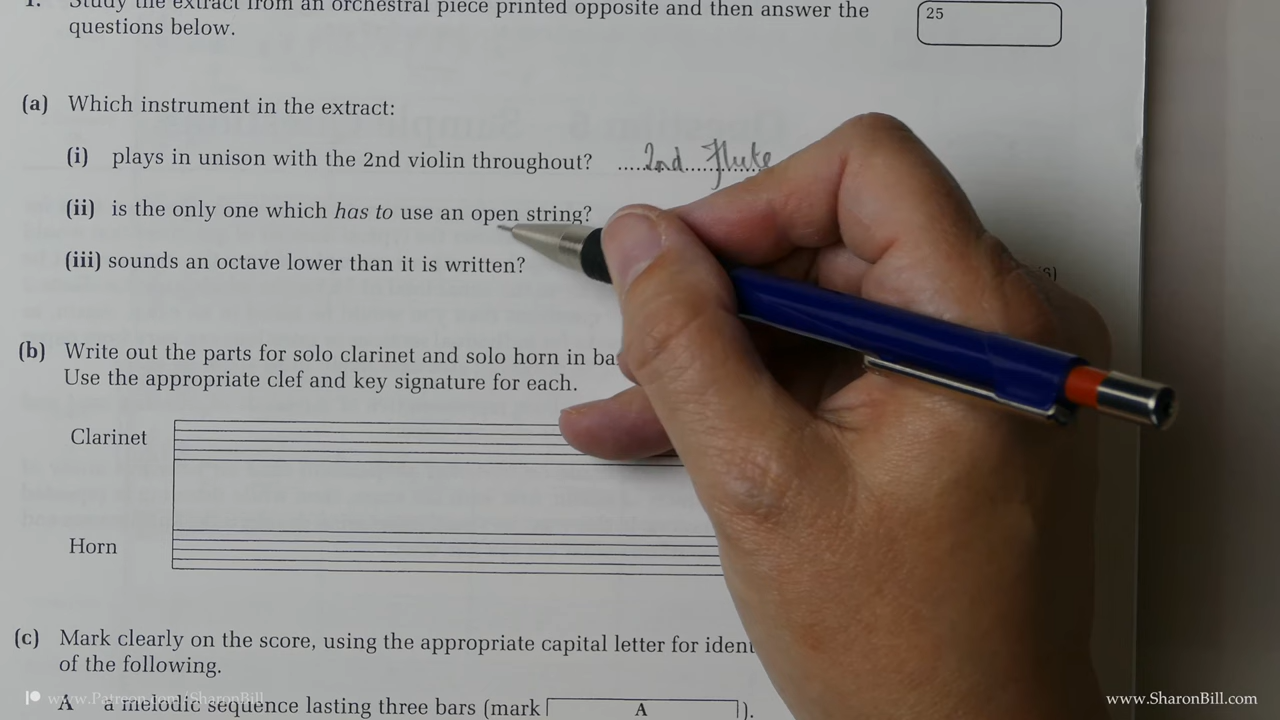 1. Study the extract from an orchestral piece printed opposite and then answer the
questions below.
25
(a) Which instrument in the extract:
(i) plays in unison with the 2nd violin throughout? .....2nd...Flute
(ii) is the only one which has to use an open string?
(iii) sounds an octave lower than it is written?
(b) Write out the parts for solo clarinet and solo horn in
Use the appropriate clef and key signature for each.
Clarinet
Horn
(c) Mark clearly on the score, using the appropriate capital letter for
of the following.
A a melodic sequence lasting three bars (mark A ).
www.Patreon.com/SharonBill
www.SharonBill.com